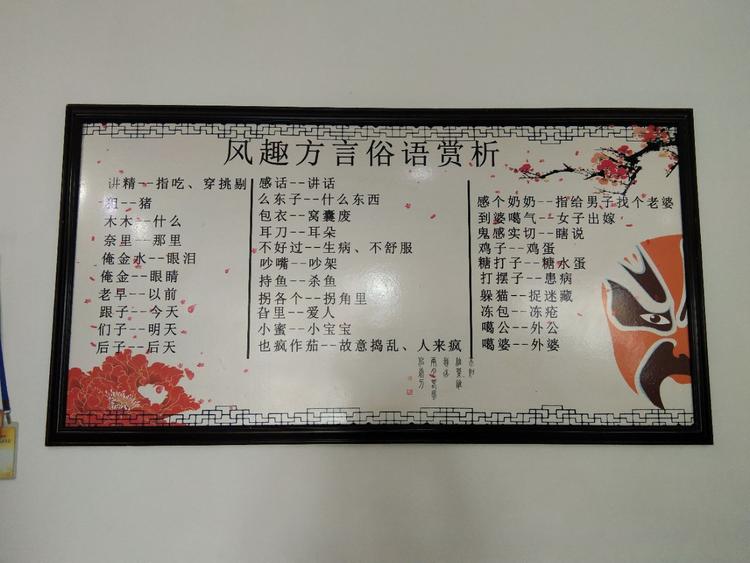 风趣方言俗语赏析
讲精--指吃、穿挑剔
狙--猪
木木--什么
奈里--那里
俺金水--眼泪
俺金--眼睛
老早--以前
跟子--今天
们子--明天
后子--后天
感话--讲话
么东子--什么东西
包衣--窝囊废
耳刀--耳朵
不好过--生病、不舒服
吵嘴--吵架
持鱼--杀鱼
拐各个--拐角里
旮里--爱人
小蜜--小宝宝
也疯作茄--故意捣乱、人来疯
感个奶奶--指给男子找个老婆
到婆噶气--女子出嫁
鬼感实切--瞎说
鸡子--鸡蛋
糖打子--糖水蛋
打摆子--患病
躲猫--捉迷藏
冻包--冻疮
噶公--外公
噶婆--外婆